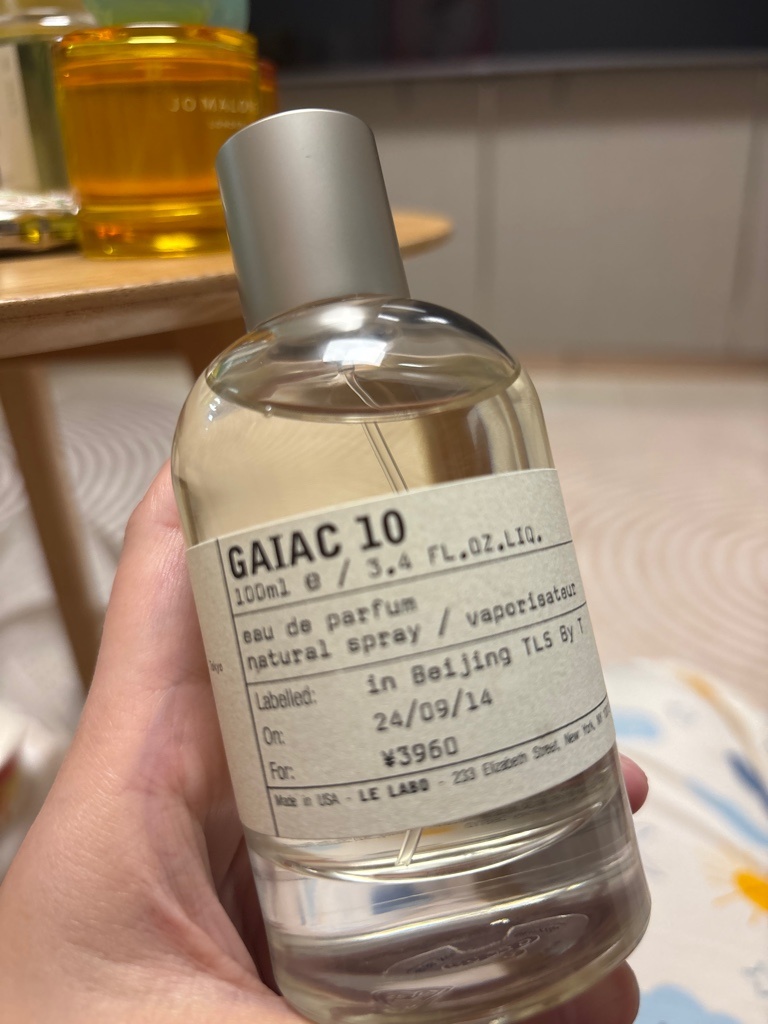 JO MALONE
LONDON
GAIAC 10
100ml e / 3.4 FL.OZ.LIQ.
eau de parfum
natural spray / vaporisateur
Tokyo
Labelled: in Beijing TLS By T
On: 24/09/14
For: ¥3960
Made in USA - LE LABO - 233 Elizabeth Street, New York, NY